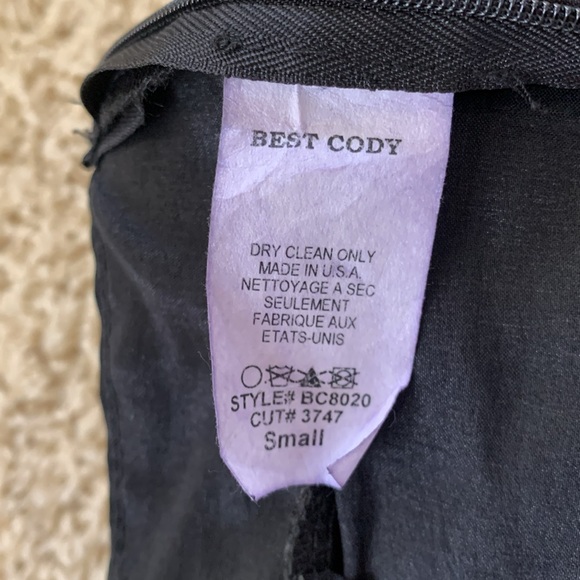 BEST CODY
DRY CLEAN ONLY
MADE IN U.S.A.
NETTOYAGE A SEC
SEULEMENT
FABRIQUE AUX
ETATS-UNIS
STYLE# BC8020
CUT# 3747
Small